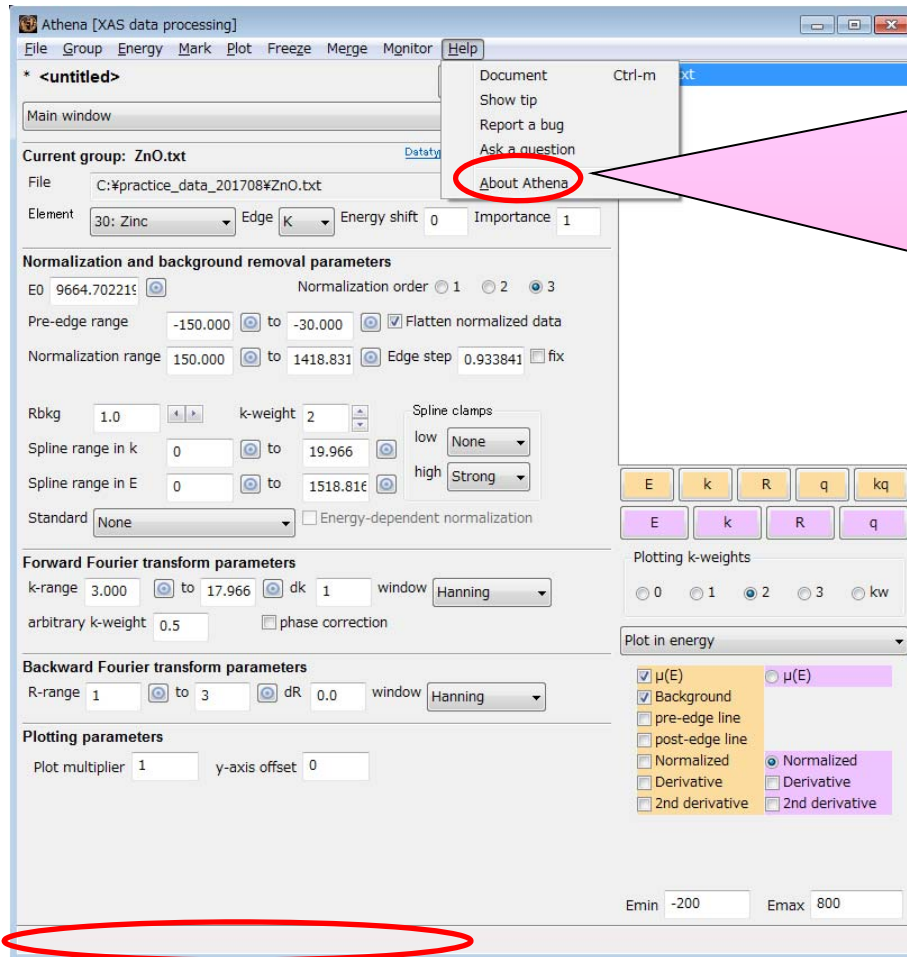 Athena [XAS data processing]
File Group Energy Mark Plot Freeze Merge Monitor Help
* <untitled>
Document Ctrl-m
Show tip
Report a bug
Ask a question
About Athena
xt
Main window
Current group: ZnO.txt Dataty
File C:¥practice_data_201708¥ZnO.txt
Element 30: Zinc Edge K Energy shift 0 Importance 1
Normalization and background removal parameters
E0 9664.702219 Normalization order 1 2 3
Pre-edge range -150.000 to -30.000 Flatten normalized data
Normalization range 150.000 to 1418.831 Edge step 0.933841 fix
Rbkg 1.0 k-weight 2 Spline clamps
Spline range in k 0 to 19.966 low None
Spline range in E 0 to 1518.816 high Strong
Standard None Energy-dependent normalization
Forward Fourier transform parameters
k-range 3.000 to 17.966 dk 1 window Hanning
arbitrary k-weight 0.5 phase correction
Backward Fourier transform parameters
R-range 1 to 3 dR 0.0 window Hanning
Plotting parameters
Plot multiplier 1 y-axis offset 0
E k R q kq
E k R q
Plotting k-weights
0 1 2 3 kw
Plot in energy
μ(E) μ(E)
Background
pre-edge line
post-edge line
Normalized Normalized
Derivative Derivative
2nd derivative 2nd derivative
Emin -200 Emax 800